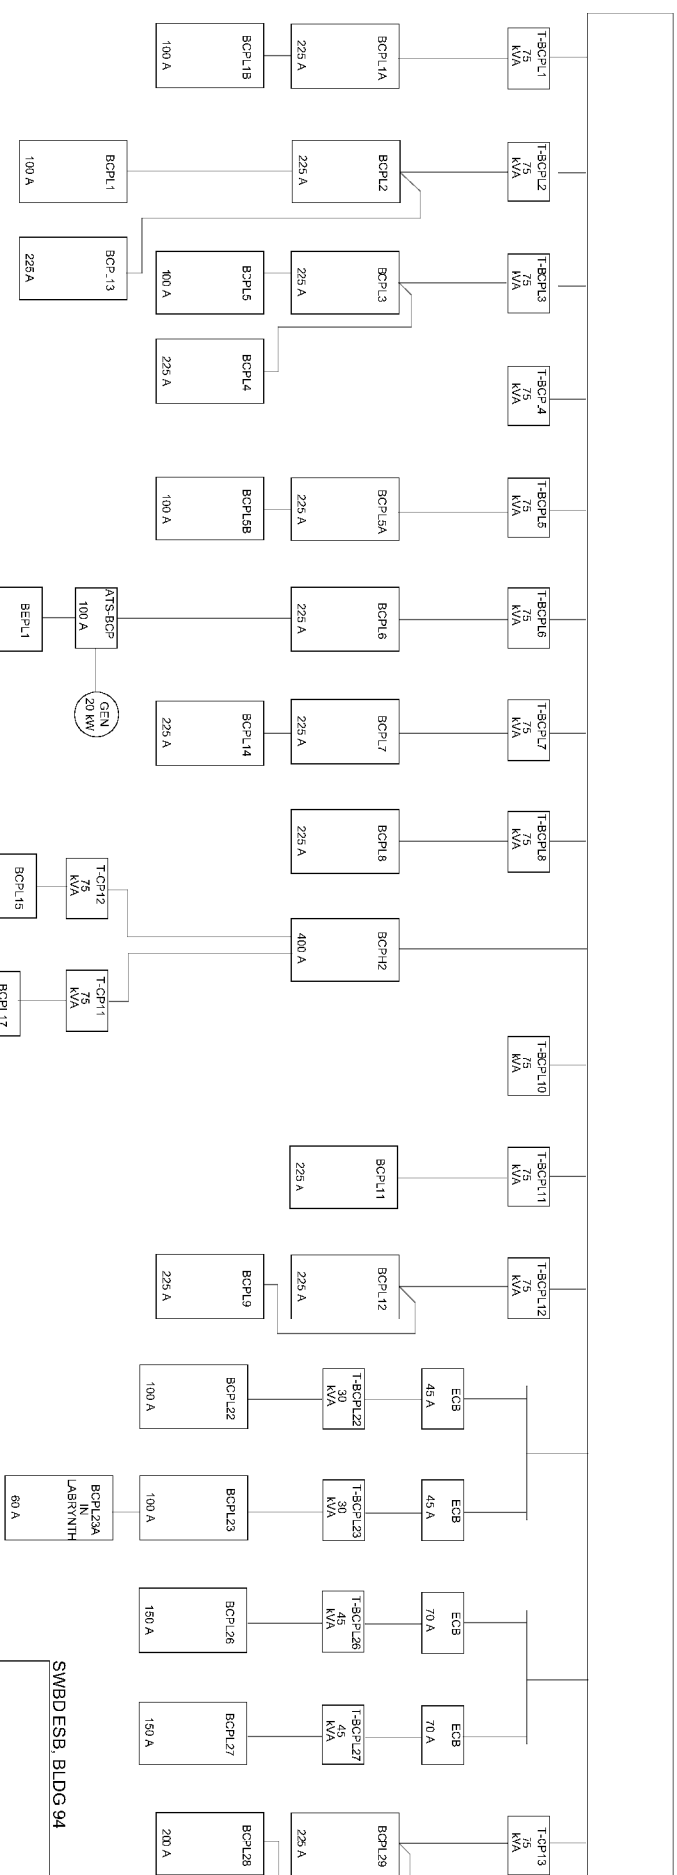 T-BCPL1
75
kVA
BCPL1A
225 A
BCPL1B
100 A
T-BCPL2
75
kVA
BCPL2
225 A
BCPL1
100 A
BCP_13
225 A
T-BCPL3
75
kVA
BCPL3
225 A
BCPL5
100 A
BCPL4
225 A
T-BCP_4
75
kVA
T-BCPL5
75
kVA
BCPL5A
225 A
BCPL5B
100 A
T-BCPL6
75
kVA
BCPL6
225 A
ATS-BCP
100 A
BEPL1
GEN
20 kW
T-BCPL7
75
kVA
BCPL7
225 A
BCPL14
225 A
T-BCPL8
75
kVA
BCPL8
225 A
BCPH2
400 A
T-CP12
75
kVA
BCPL15
T-CP11
75
kVA
BCPL17
T-BCPL10
75
kVA
T-BCPL11
75
kVA
BCPL11
225 A
T-BCPL12
75
kVA
BCPL12
225 A
BCPL9
225 A
ECB
45 A
T-BCPL22
30
kVA
BCPL22
100 A
ECB
45 A
T-BCPL23
30
kVA
BCPL23
100 A
BCPL23A
IN
LABRYNTH
60 A
ECB
70 A
T-BCPL26
45
kVA
BCPL26
150 A
ECB
70 A
T-BCPL27
45
kVA
BCPL27
150 A
T-CP13
75
kVA
BCPL29
225 A
BCPL28
200 A
SWBD ESB, BLDG 94